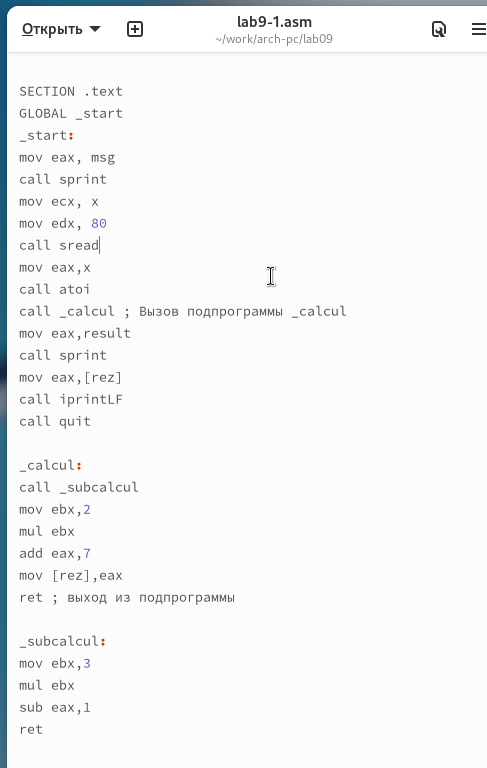 Открыть
lab9-1.asm
~/work/arch-pc/lab09
SECTION .text
GLOBAL _start
_start:
mov eax, msg
call sprint
mov ecx, x
mov edx, 80
call sread
mov eax,x
call atoi
call _calcul ; Вызов подпрограммы _calcul
mov eax,result
call sprint
mov eax,[rez]
call iprintLF
call quit
_calcul:
call _subcalcul
mov ebx,2
mul ebx
add eax,7
mov [rez],eax
ret ; выход из подпрограммы
_subcalcul:
mov ebx,3
mul ebx
sub eax,1
ret